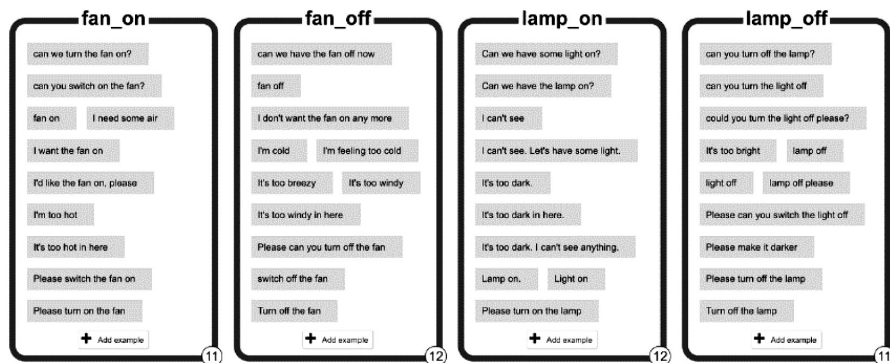 fan_on
can we turn the fan on?
can you switch on the fan?
fan on
I need some air
I want the fan on
I'd like the fan on, please
I'm too hot
It's too hot in here
Please switch the fan on
Please turn on the fan
+ Add example
11
fan_off
can we have the fan off now
fan off
I don't want the fan on any more
I'm cold
I'm feeling too cold
It's too breezy
It's too windy
It's too windy in here
Please can you turn off the fan
switch off the fan
Turn off the fan
+ Add example
12
lamp_on
Can we have some light on?
Can we have the lamp on?
I can't see
I can't see. Let's have some light.
It's too dark.
It's too dark in here.
It's too dark. I can't see anything.
Lamp on.
Light on
Please turn on the lamp
+ Add example
12
lamp_off
can you turn off the lamp?
can you turn the light off
could you turn the light off please?
It's too bright
lamp off
light off
lamp off please
Please can you switch the light off
Please make it darker
Please turn off the lamp
Turn off the lamp
+ Add example
11